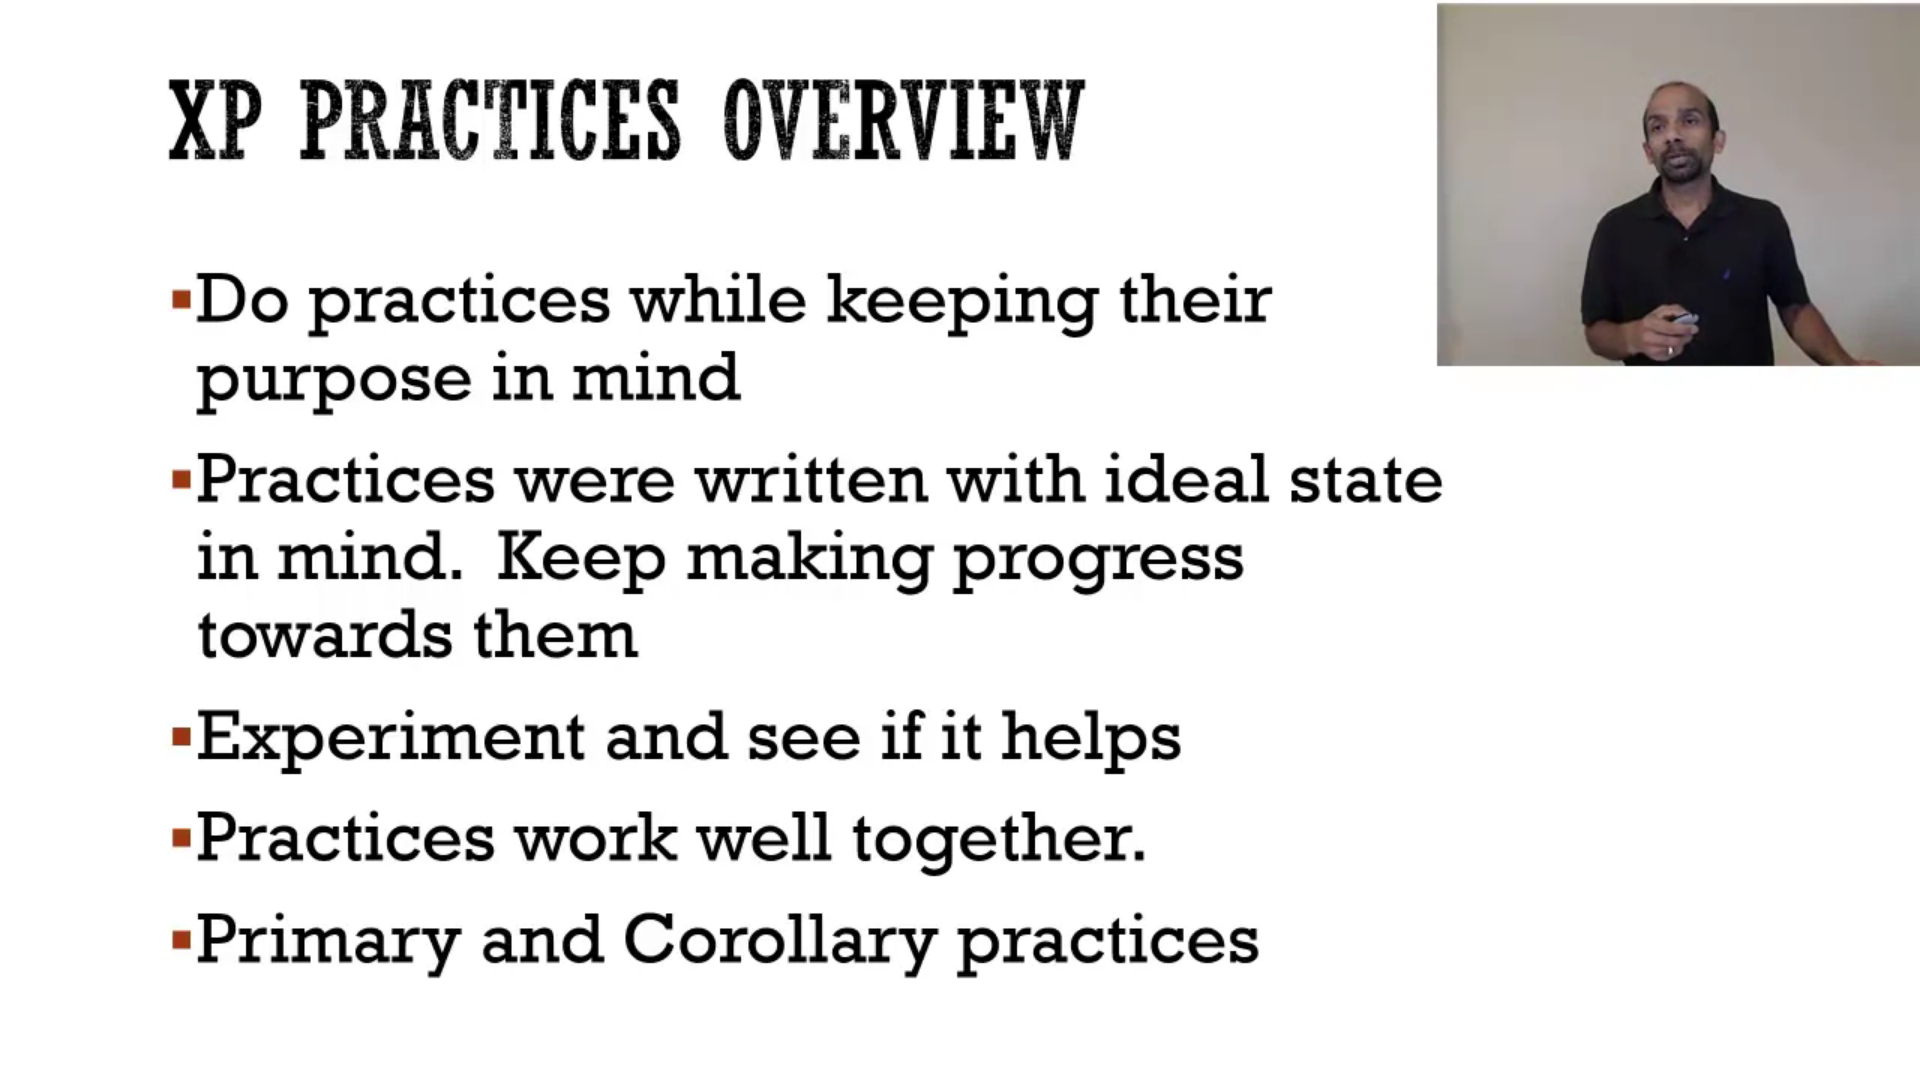 XP PRACTICES OVERVIEW
Do practices while keeping their
purpose in mind
Practices were written with ideal state
in mind.  Keep making progress
towards them
Experiment and see if it helps
Practices work well together.
Primary and Corollary practices